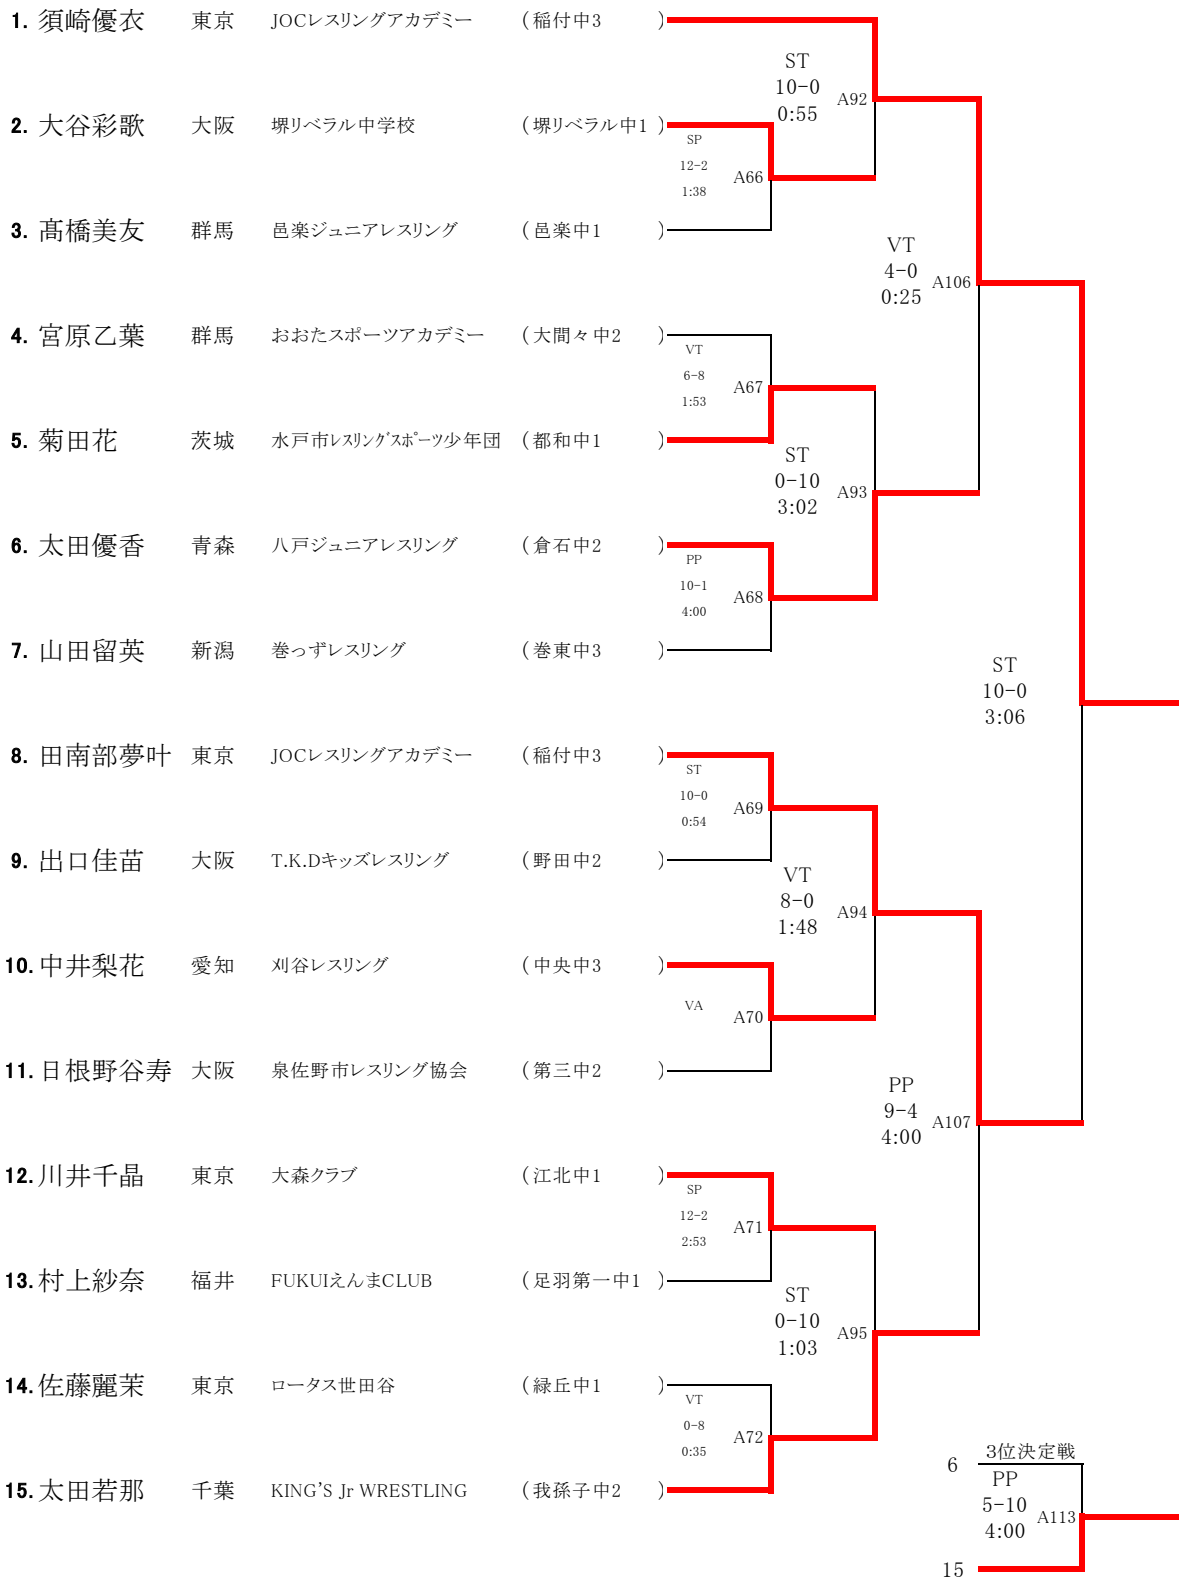 1. 須崎優衣 東京 JOCレスリングアカデミー (稲付中3 )
ST
10-0
0:55
A92
2. 大谷彩歌 大阪 堺リベラル中学校 (堺リベラル中1 )
SP
12-2
1:38
A66
3. 髙橋美友 群馬 邑楽ジュニアレスリング (邑楽中1 )
VT
4-0
0:25
A106
4. 宮原乙葉 群馬 おおたスポーツアカデミー (大間々中2 )
VT
6-8
1:53
A67
5. 菊田花 茨城 水戸市レスリングスポーツ少年団 (都和中1 )
ST
0-10
3:02
A93
6. 太田優香 青森 八戸ジュニアレスリング (倉石中2 )
PP
10-1
4:00
A68
7. 山田留英 新潟 巻っずレスリング (巻東中3 )
ST
10-0
3:06
8. 田南部夢叶 東京 JOCレスリングアカデミー (稲付中3 )
ST
10-0
0:54
A69
9. 出口佳苗 大阪 T.K.Dキッズレスリング (野田中2 )
VT
8-0
1:48
A94
10. 中井梨花 愛知 刈谷レスリング (中央中3 )
VA
A70
11. 日根野谷寿 大阪 泉佐野市レスリング協会 (第三中2 )
PP
9-4
4:00
A107
12. 川井千晶 東京 大森クラブ (江北中1 )
SP
12-2
2:53
A71
13. 村上紗奈 福井 FUKUIえんまCLUB (足羽第一中1 )
ST
0-10
1:03
A95
14. 佐藤麗茉 東京 ロータス世田谷 (緑丘中1 )
VT
0-8
0:35
A72
15. 太田若那 千葉 KING'S Jr WRESTLING (我孫子中2 )
3位決定戦
6
PP
5-10
4:00
A113
15